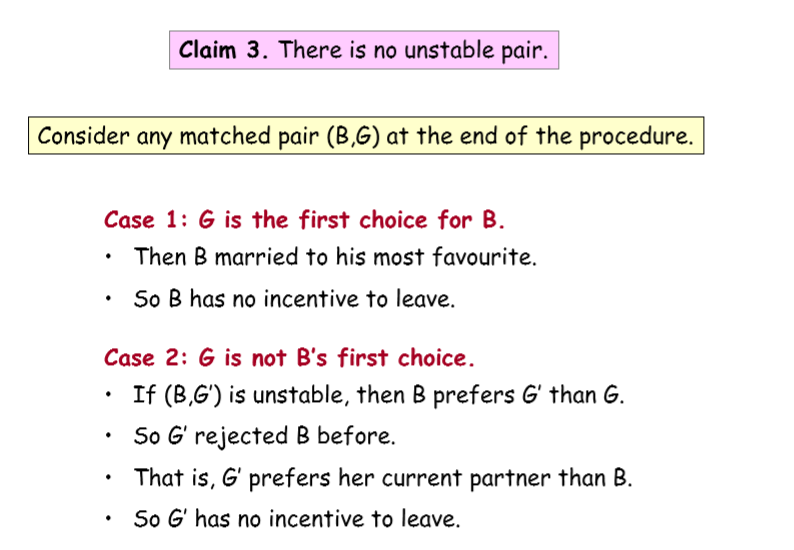 Claim 3. There is no unstable pair.
Consider any matched pair (B,G) at the end of the procedure.
Case 1: G is the first choice for B.
• Then B married to his most favourite.
• So B has no incentive to leave.
Case 2: G is not B's first choice.
• If (B,G') is unstable, then B prefers G' than G.
• So G' rejected B before.
• That is, G' prefers her current partner than B.
• So G' has no incentive to leave.